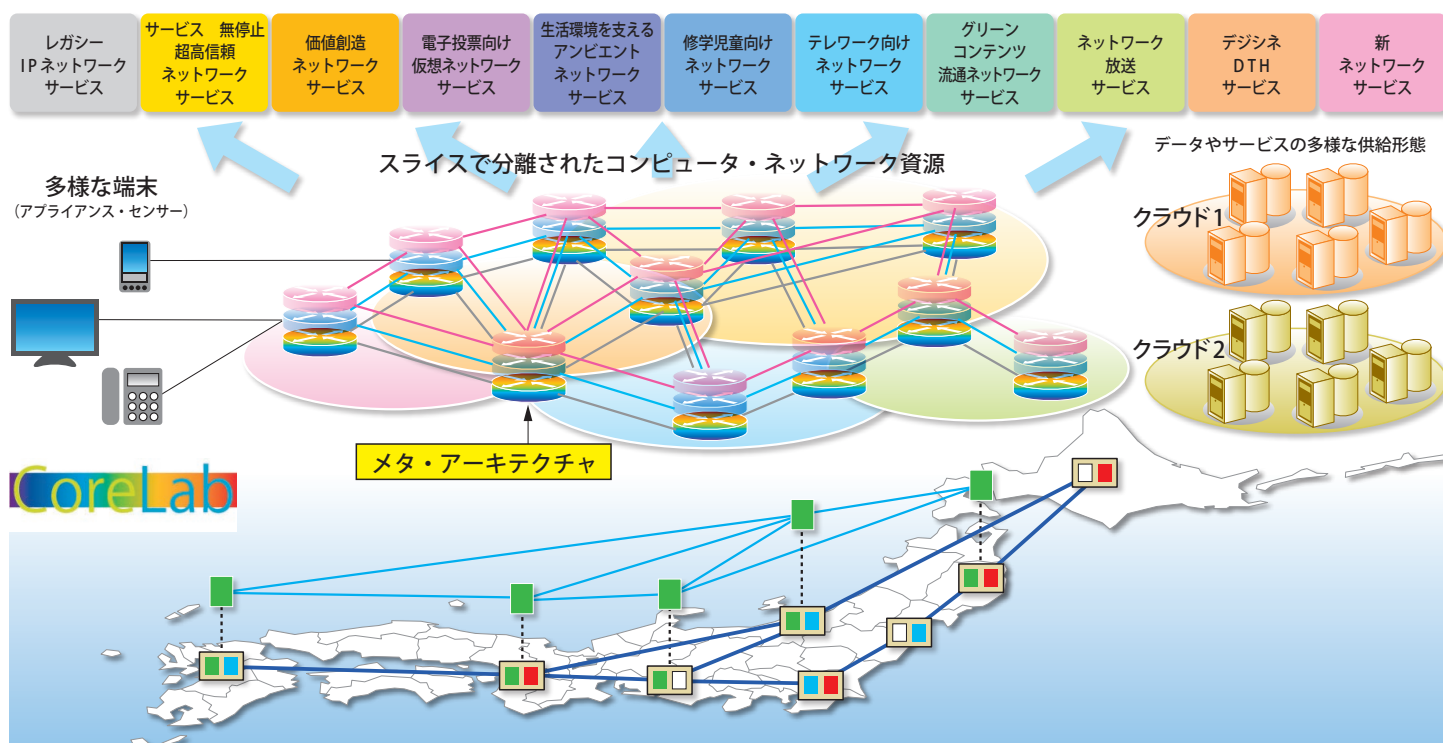 レガシー
IPネットワーク
サービス
サービス　無停止
超高信頼
ネットワーク
サービス
価値創造
ネットワーク
サービス
電子投票向け
仮想ネットワーク
サービス
生活環境を支える
アンビエント
ネットワーク
サービス
修学児童向け
ネットワーク
サービス
テレワーク向け
ネットワーク
サービス
グリーン
コンテンツ
流通ネットワーク
サービス
ネットワーク
放送
サービス
デジシネ
DTH
サービス
新
ネットワーク
サービス
スライスで分離されたコンピュータ・ネットワーク資源
データやサービスの多様な供給形態
多様な端末
（アプライアンス・センサー）
クラウド1
クラウド2
メタ・アーキテクチャ
CoreLab